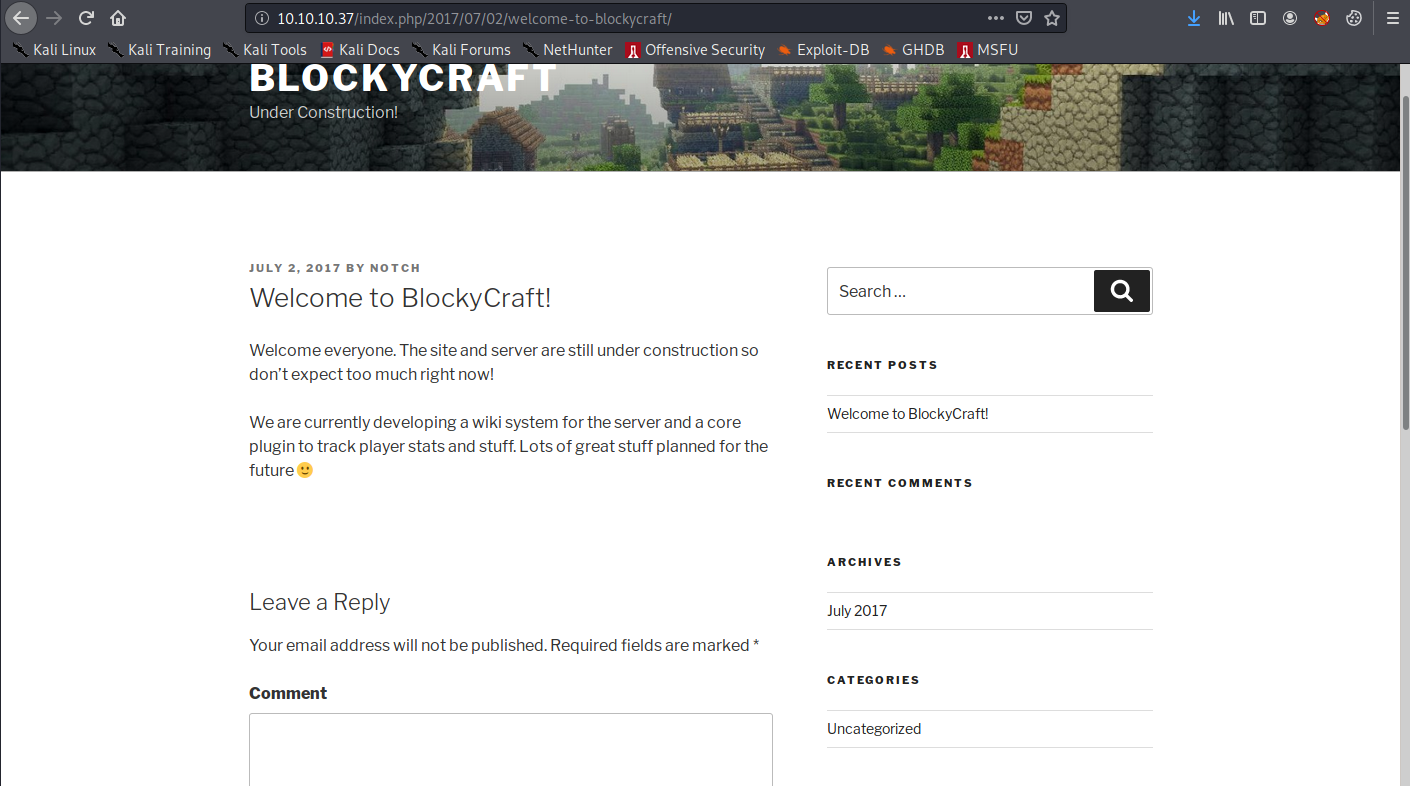 10.10.10.37/index.php/2017/07/02/welcome-to-blockycraft/
Kali Linux Kali Training Kali Tools Kali Docs Kali Forums NetHunter Offensive Security Exploit-DB GHDB MSFU
BLOCKYCRAFT
Under Construction!
JULY 2, 2017 BY NOTCH
Welcome to BlockyCraft!
Welcome everyone. The site and server are still under construction so
don't expect too much right now!
We are currently developing a wiki system for the server and a core
plugin to track player stats and stuff. Lots of great stuff planned for the
future 🙂
Leave a Reply
Your email address will not be published. Required fields are marked *
Comment
Search …
RECENT POSTS
Welcome to BlockyCraft!
RECENT COMMENTS
ARCHIVES
July 2017
CATEGORIES
Uncategorized